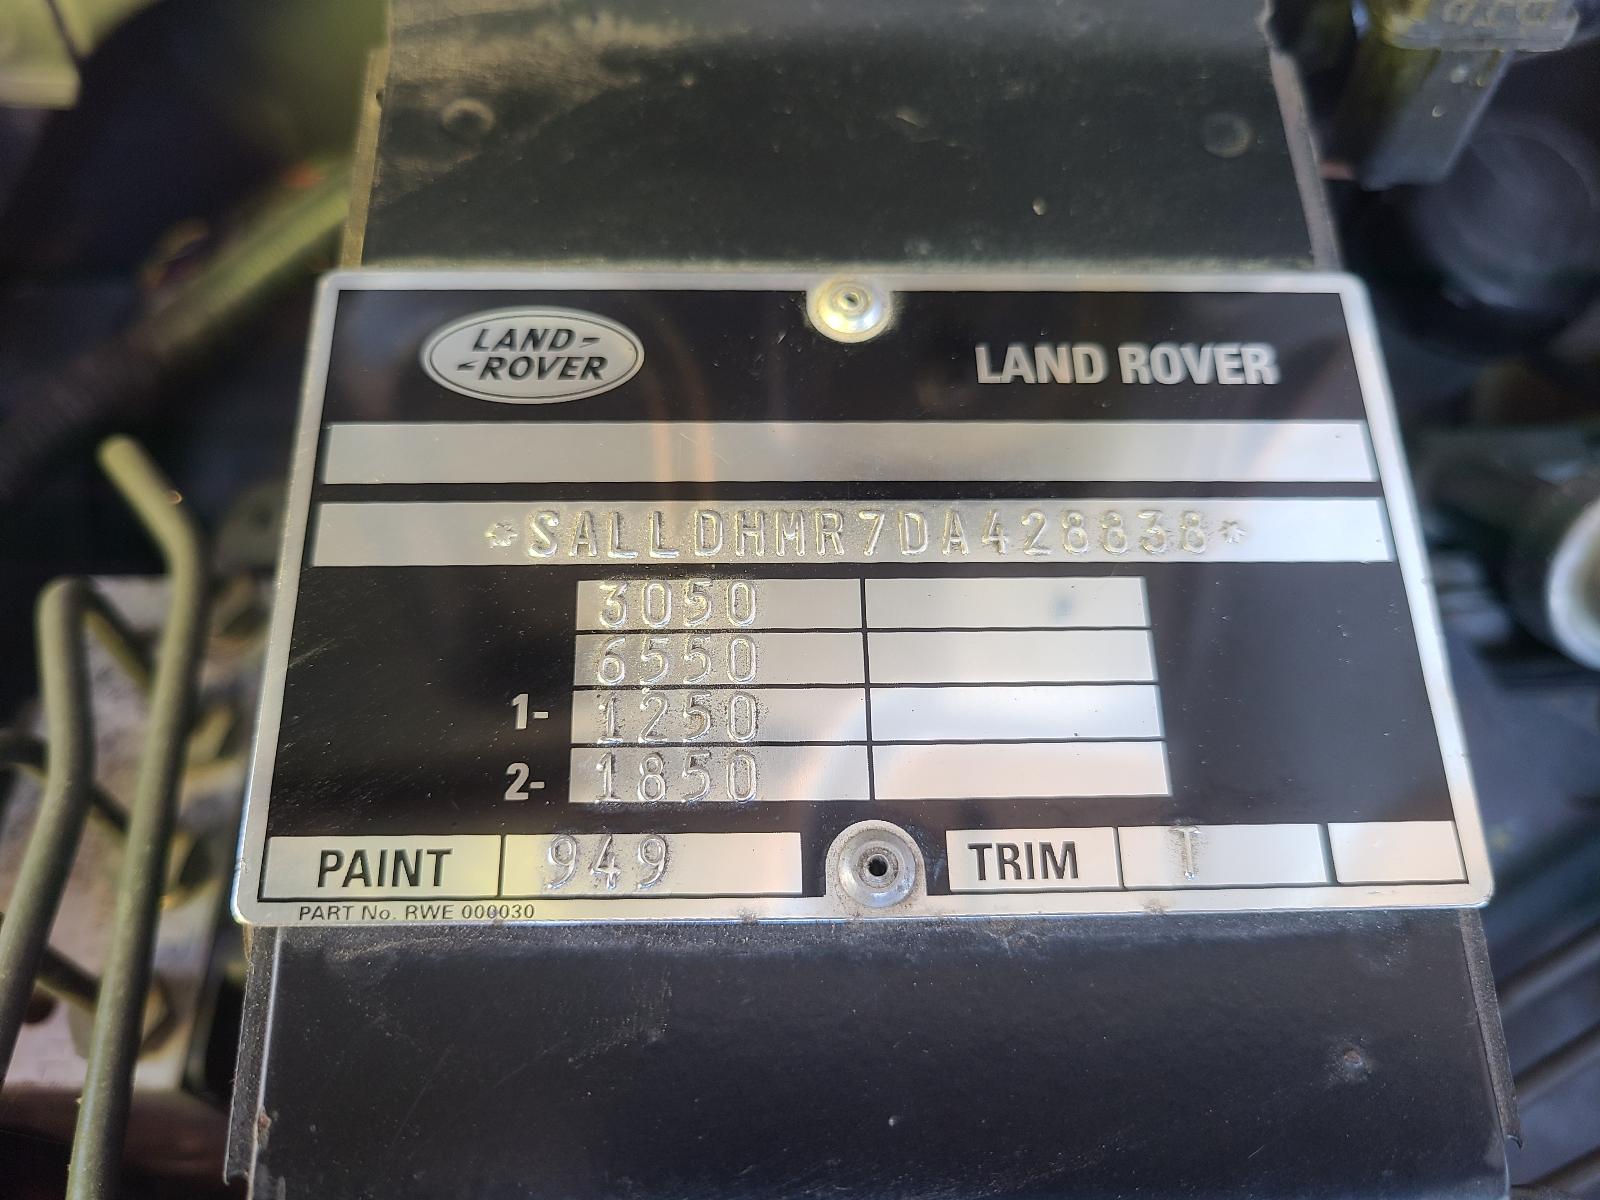 LAND-
-ROVER
LAND ROVER
*SALLDHMR7DA428838*
3050
6550
1- 1250
2- 1850
PAINT 949 TRIM T
PART No. RWE 000030